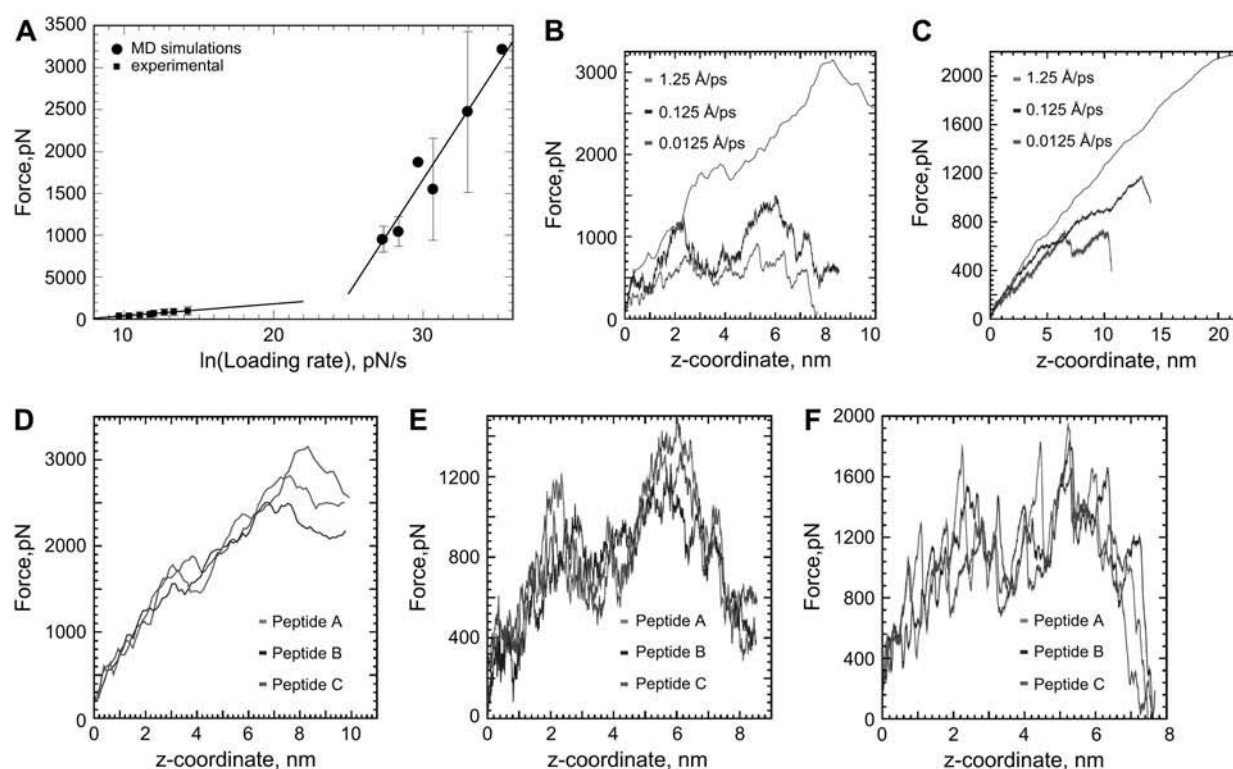 A
Force,pN
3500
3000
2500
2000
1500
1000
5000
0
10
20
30
ln(Loading rate), pN/s
MD simulations
experimental
B
Force,pN
3000
2000
1000
0
0
2
4
6
8
10
z-coordinate, nm
1.25 Å/ps
0.125 Å/ps
0.0125 Å/ps
C
Force,pN
2000
1600
1200
800
400
0
0
5
10
15
20
z-coordinate, nm
1.25 Å/ps
0.125 Å/ps
0.0125 Å/ps
D
Force,pN
3000
2000
1000
0
0
2
4
6
8
10
z-coordinate, nm
Peptide A
Peptide B
Peptide C
E
Force,pN
1200
800
400
0
0
2
4
6
8
z-coordinate, nm
Peptide A
Peptide B
Peptide C
F
Force,pN
2000
1600
1200
800
400
0
0
2
4
6
8
z-coordinate, nm
Peptide A
Peptide B
Peptide C